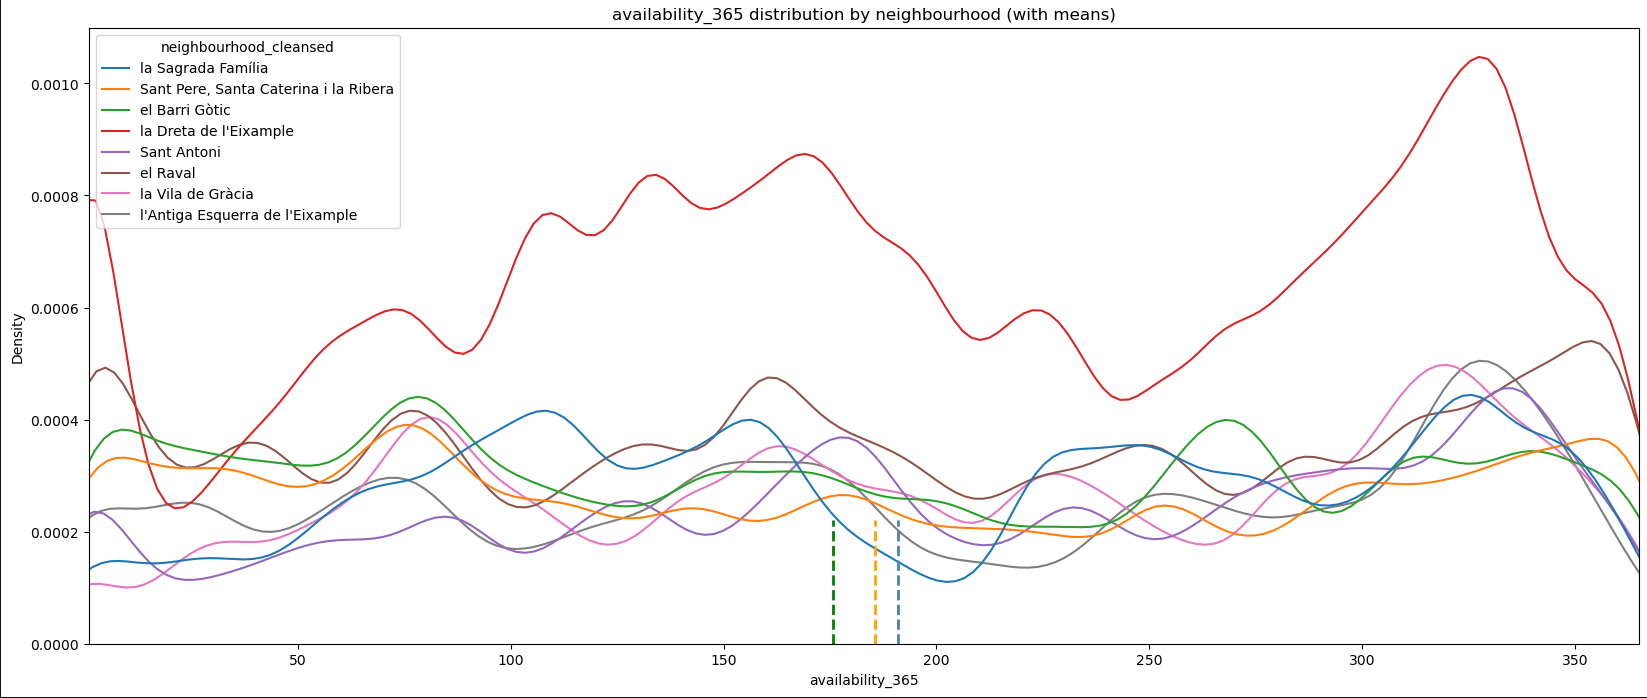 availability_365 distribution by neighbourhood (with means)
neighbourhood_cleansed
la Sagrada Família
Sant Pere, Santa Caterina i la Ribera
el Barri Gòtic
la Dreta de l'Eixample
Sant Antoni
el Raval
la Vila de Gràcia
l'Antiga Esquerra de l'Eixample
Density
0.0010
0.0008
0.0006
0.0004
0.0002
0.0000
50 100 150 200 250 300 350
availability_365